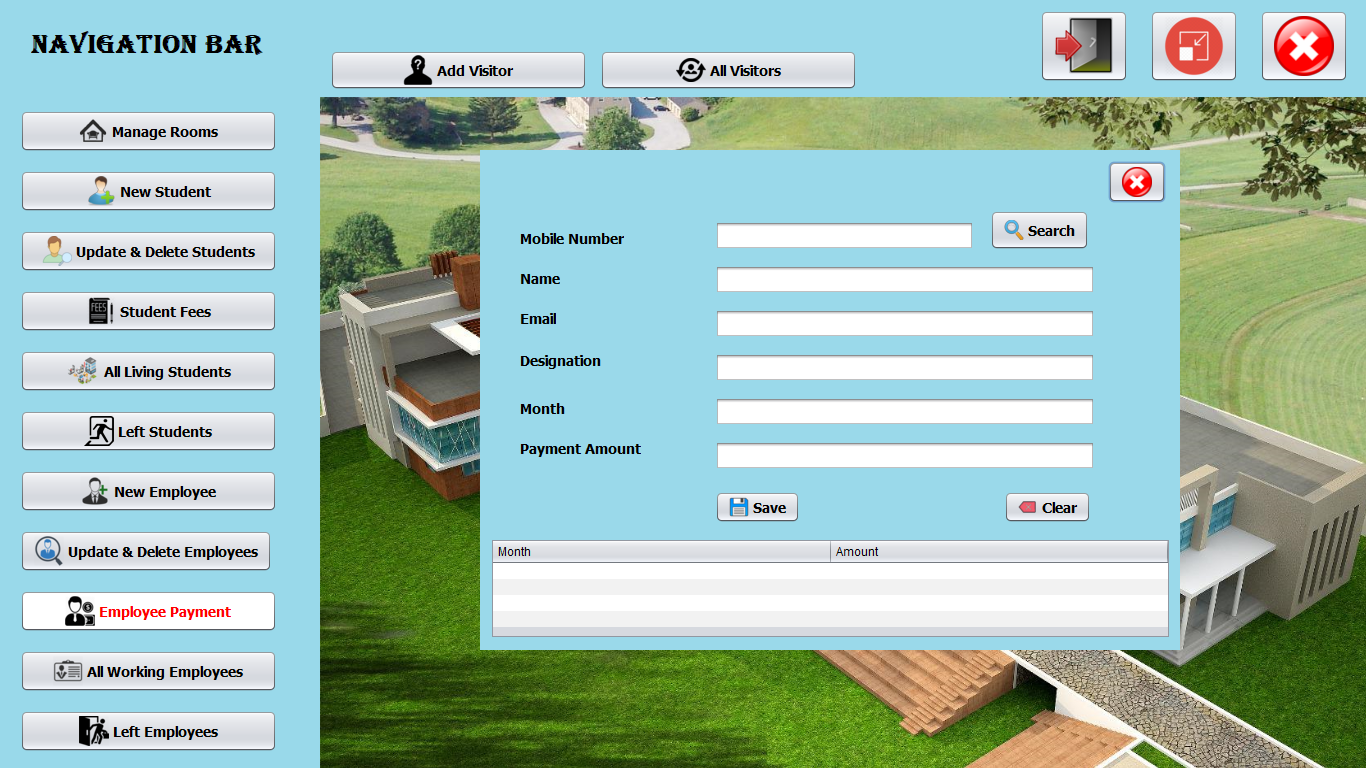 NAVIGATION BAR
Add Visitor
All Visitors
Manage Rooms
New Student
Update & Delete Students
Student Fees
All Living Students
Left Students
New Employee
Update & Delete Employees
Employee Payment
All Working Employees
Left Employees
Mobile Number
Search
Name
Email
Designation
Month
Payment Amount
Save
Clear
Month Amount
FEES